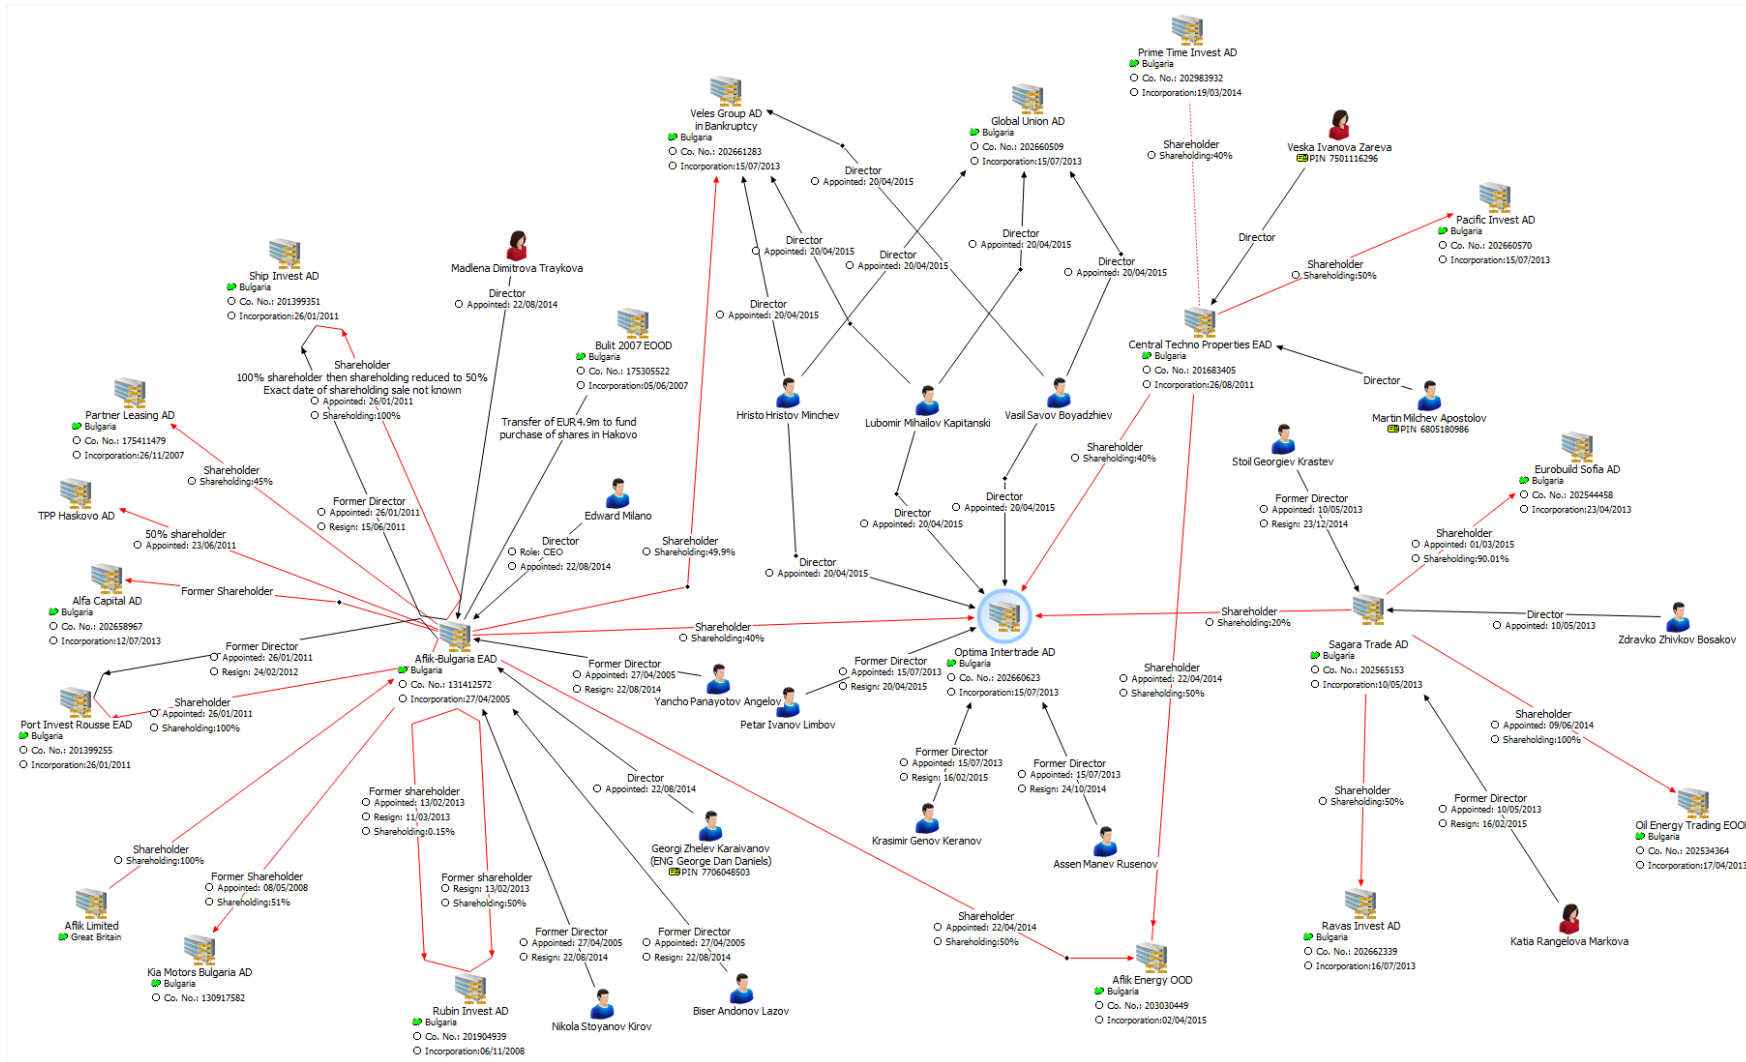 Prime Time Invest AD
Bulgaria
Co. No.: 202983932
Incorporation:19/03/2014
Shareholder
Shareholding:40%
Veska Ivanova Zareva
PIN 7501116296
Director
Veles Group AD
in Bankruptcy
Bulgaria
Co. No.: 202661283
Incorporation:15/07/2013
Global Union AD
Bulgaria
Co. No.: 202660509
Incorporation:15/07/2013
Director
Appointed: 20/04/2015
Pacific Invest AD
Bulgaria
Co. No.: 202660570
Incorporation:15/07/2013
Shareholder
Shareholding:50%
Director
Appointed: 20/04/2015
Director
Appointed: 20/04/2015
Director
Appointed: 20/04/2015
Director
Appointed: 20/04/2015
Director
Appointed: 20/04/2015
Madlena Dimitrova Traykova
Director
Appointed: 22/08/2014
Ship Invest AD
Bulgaria
Co. No.: 201399351
Incorporation:26/01/2011
Bulit 2007 EOOD
Bulgaria
Co. No.: 175305522
Incorporation:05/06/2007
Transfer of EUR4.9m to fund
purchase of shares in Hakovo
Central Techno Properties EAD
Bulgaria
Co. No.: 201683405
Incorporation:26/08/2011
Director
Martin Milchev Apostolov
PIN 6805180986
Shareholder
100% shareholder then shareholding reduced to 50%
Exact date of shareholding sale not known
Appointed: 26/01/2011
Shareholding:100%
Partner Leasing AD
Bulgaria
Co. No.: 175411479
Incorporation:26/11/2007
Shareholder
Shareholding:45%
Hristo Hristov Minchev
Lubomir Mihailov Kapitanski
Vasil Savov Boyadzhiev
Shareholder
Shareholding:40%
Stoil Georgiev Krastev
Former Director
Appointed: 10/05/2013
Resign: 23/12/2014
Eurobuild Sofia AD
Bulgaria
Co. No.: 202544458
Incorporation:23/04/2013
Shareholder
Appointed: 01/03/2015
Shareholding:90.01%
TPP Haskovo AD
50% shareholder
Appointed: 23/06/2011
Former Director
Appointed: 26/01/2011
Resign: 15/06/2011
Edward Milano
Director
Role: CEO
Appointed: 22/08/2014
Shareholder
Shareholding:49.9%
Director
Appointed: 20/04/2015
Director
Appointed: 20/04/2015
Director
Appointed: 20/04/2015
Alfa Capital AD
Bulgaria
Co. No.: 202658967
Incorporation:12/07/2013
Former Shareholder
Shareholder
Shareholding:40%
Shareholder
Shareholding:20%
Director
Appointed: 10/05/2013
Zdravko Zhivkov Bosakov
Aflik-Bulgaria EAD
Bulgaria
Co. No.: 131412572
Incorporation:27/04/2005
Optima Intertrade AD
Bulgaria
Co. No.: 202660623
Incorporation:15/07/2013
Sagara Trade AD
Bulgaria
Co. No.: 202565153
Incorporation:10/05/2013
Former Director
Appointed: 26/01/2011
Resign: 24/02/2012
Former Director
Appointed: 27/04/2005
Resign: 22/08/2014
Yancho Panayotov Angelov
Former Director
Appointed: 15/07/2013
Resign: 20/04/2015
Petar Ivanov Limbov
Shareholder
Appointed: 22/04/2014
Shareholding:50%
Port Invest Rousse EAD
Bulgaria
Co. No.: 201399255
Incorporation:26/01/2011
Shareholder
Appointed: 26/01/2011
Shareholding:100%
Shareholder
Appointed: 09/06/2014
Shareholding:100%
Former Director
Appointed: 15/07/2013
Resign: 16/02/2015
Former Director
Appointed: 15/07/2013
Resign: 24/10/2014
Former shareholder
Appointed: 13/02/2013
Resign: 11/03/2013
Shareholding:0.15%
Director
Appointed: 22/08/2014
Georgi Zhelev Karaivanov
(ENG George Dan Daniels)
PIN 7706048503
Krasimir Genov Keranov
Assen Manev Rusenov
Shareholder
Shareholding:50%
Former Director
Appointed: 10/05/2013
Resign: 16/02/2015
Oil Energy Trading EOO
Bulgaria
Co. No.: 202534364
Incorporation:17/04/2013
Shareholder
Shareholding:100%
Former Shareholder
Appointed: 08/05/2008
Shareholding:51%
Former shareholder
Resign: 13/02/2013
Shareholding:50%
Aflik Limited
Great Britain
Kia Motors Bulgaria AD
Bulgaria
Co. No.: 130917582
Former Director
Appointed: 27/04/2005
Resign: 22/08/2014
Former Director
Appointed: 27/04/2005
Resign: 22/08/2014
Shareholder
Appointed: 22/04/2014
Shareholding:50%
Ravas Invest AD
Bulgaria
Co. No.: 202662339
Incorporation:16/07/2013
Katia Rangelova Markova
Rubin Invest AD
Bulgaria
Co. No.: 201904939
Incorporation:06/11/2008
Nikola Stoyanov Kirov
Biser Andonov Lazov
Aflik Energy OOD
Bulgaria
Co. No.: 203030449
Incorporation:02/04/2015